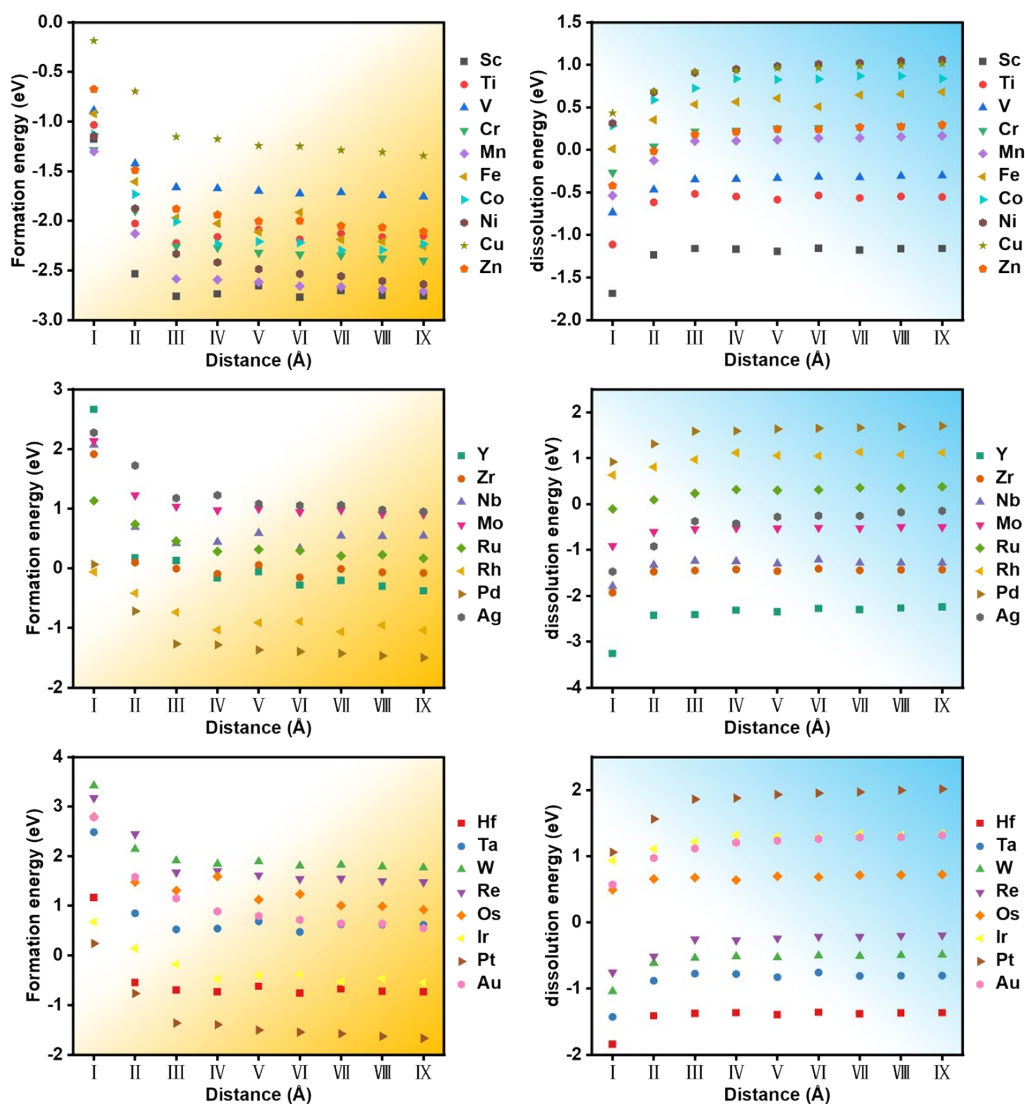 Formation energy (eV)
0.0
-0.5
-1.0
-1.5
-2.0
-2.5
-3.0
I II III IV V VI VII VIII IX
Distance (Å)
Sc
Ti
V
Cr
Mn
Fe
Co
Ni
Cu
Zn
dissolution energy (eV)
1.5
1.0
0.5
0.0
-0.5
-1.0
-1.5
-2.0
I II III IV V VI VII VIII IX
Distance (Å)
Sc
Ti
V
Cr
Mn
Fe
Co
Ni
Cu
Zn
Formation energy (eV)
3
2
1
0
-1
-2
I II III IV V VI VII VIII IX
Distance (Å)
Y
Zr
Nb
Mo
Ru
Rh
Pd
Ag
dissolution energy (eV)
2
1
0
-1
-2
-3
-4
I II III IV V VI VII VIII IX
Distance (Å)
Y
Zr
Nb
Mo
Ru
Rh
Pd
Ag
Formation energy (eV)
4
3
2
1
0
-1
-2
I II III IV V VI VII VIII IX
Distance (Å)
Hf
Ta
W
Re
Os
Ir
Pt
Au
dissolution energy (eV)
2
1
0
-1
-2
I II III IV V VI VII VIII IX
Distance (Å)
Hf
Ta
W
Re
Os
Ir
Pt
Au